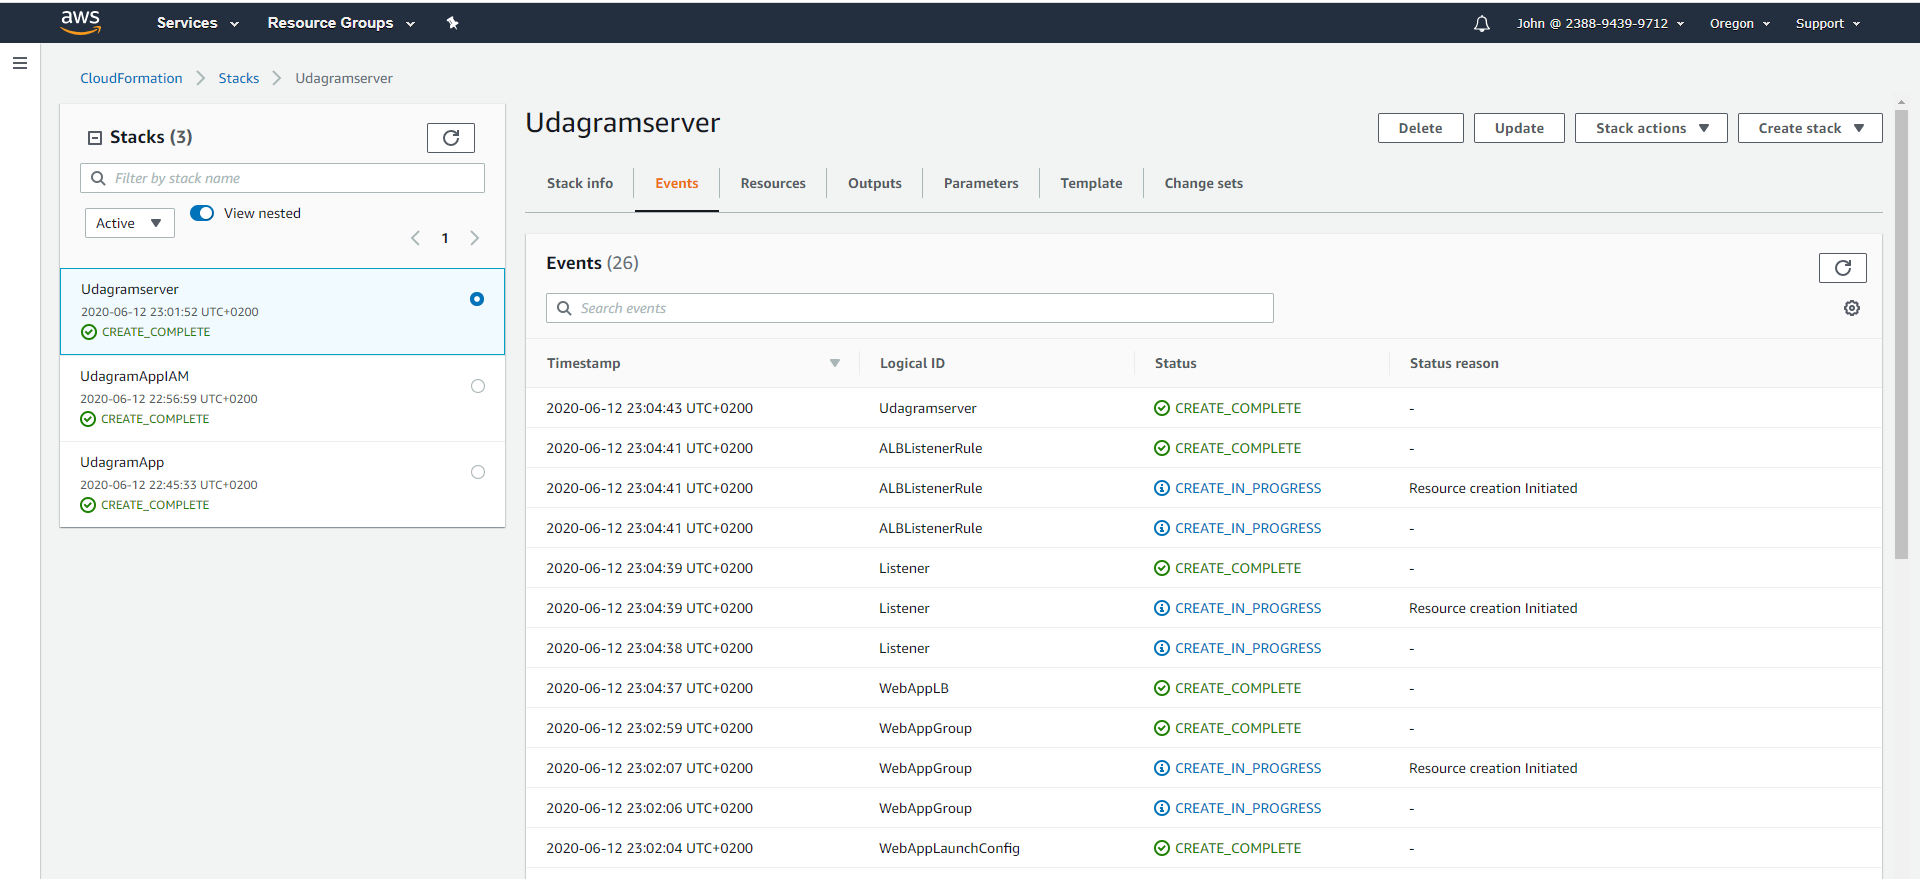 aws Services Resource Groups John @ 2388-9439-9712 Oregon Support
CloudFormation Stacks Udagramserver
Stacks (3)
Filter by stack name
Active View nested
1
Udagramserver
2020-06-12 23:01:52 UTC+0200
CREATE_COMPLETE
UdagramAppIAM
2020-06-12 22:56:59 UTC+0200
CREATE_COMPLETE
UdagramApp
2020-06-12 22:45:33 UTC+0200
CREATE_COMPLETE
Udagramserver
Delete Update Stack actions Create stack
Stack info Events Resources Outputs Parameters Template Change sets
Events (26)
Search events
Timestamp Logical ID Status Status reason
2020-06-12 23:04:43 UTC+0200 Udagramserver CREATE_COMPLETE -
2020-06-12 23:04:41 UTC+0200 ALBListenerRule CREATE_COMPLETE -
2020-06-12 23:04:41 UTC+0200 ALBListenerRule CREATE_IN_PROGRESS Resource creation Initiated
2020-06-12 23:04:41 UTC+0200 ALBListenerRule CREATE_IN_PROGRESS -
2020-06-12 23:04:39 UTC+0200 Listener CREATE_COMPLETE -
2020-06-12 23:04:39 UTC+0200 Listener CREATE_IN_PROGRESS Resource creation Initiated
2020-06-12 23:04:38 UTC+0200 Listener CREATE_IN_PROGRESS -
2020-06-12 23:04:37 UTC+0200 WebAppLB CREATE_COMPLETE -
2020-06-12 23:02:59 UTC+0200 WebAppGroup CREATE_COMPLETE -
2020-06-12 23:02:07 UTC+0200 WebAppGroup CREATE_IN_PROGRESS Resource creation Initiated
2020-06-12 23:02:06 UTC+0200 WebAppGroup CREATE_IN_PROGRESS -
2020-06-12 23:02:04 UTC+0200 WebAppLaunchConfig CREATE_COMPLETE -